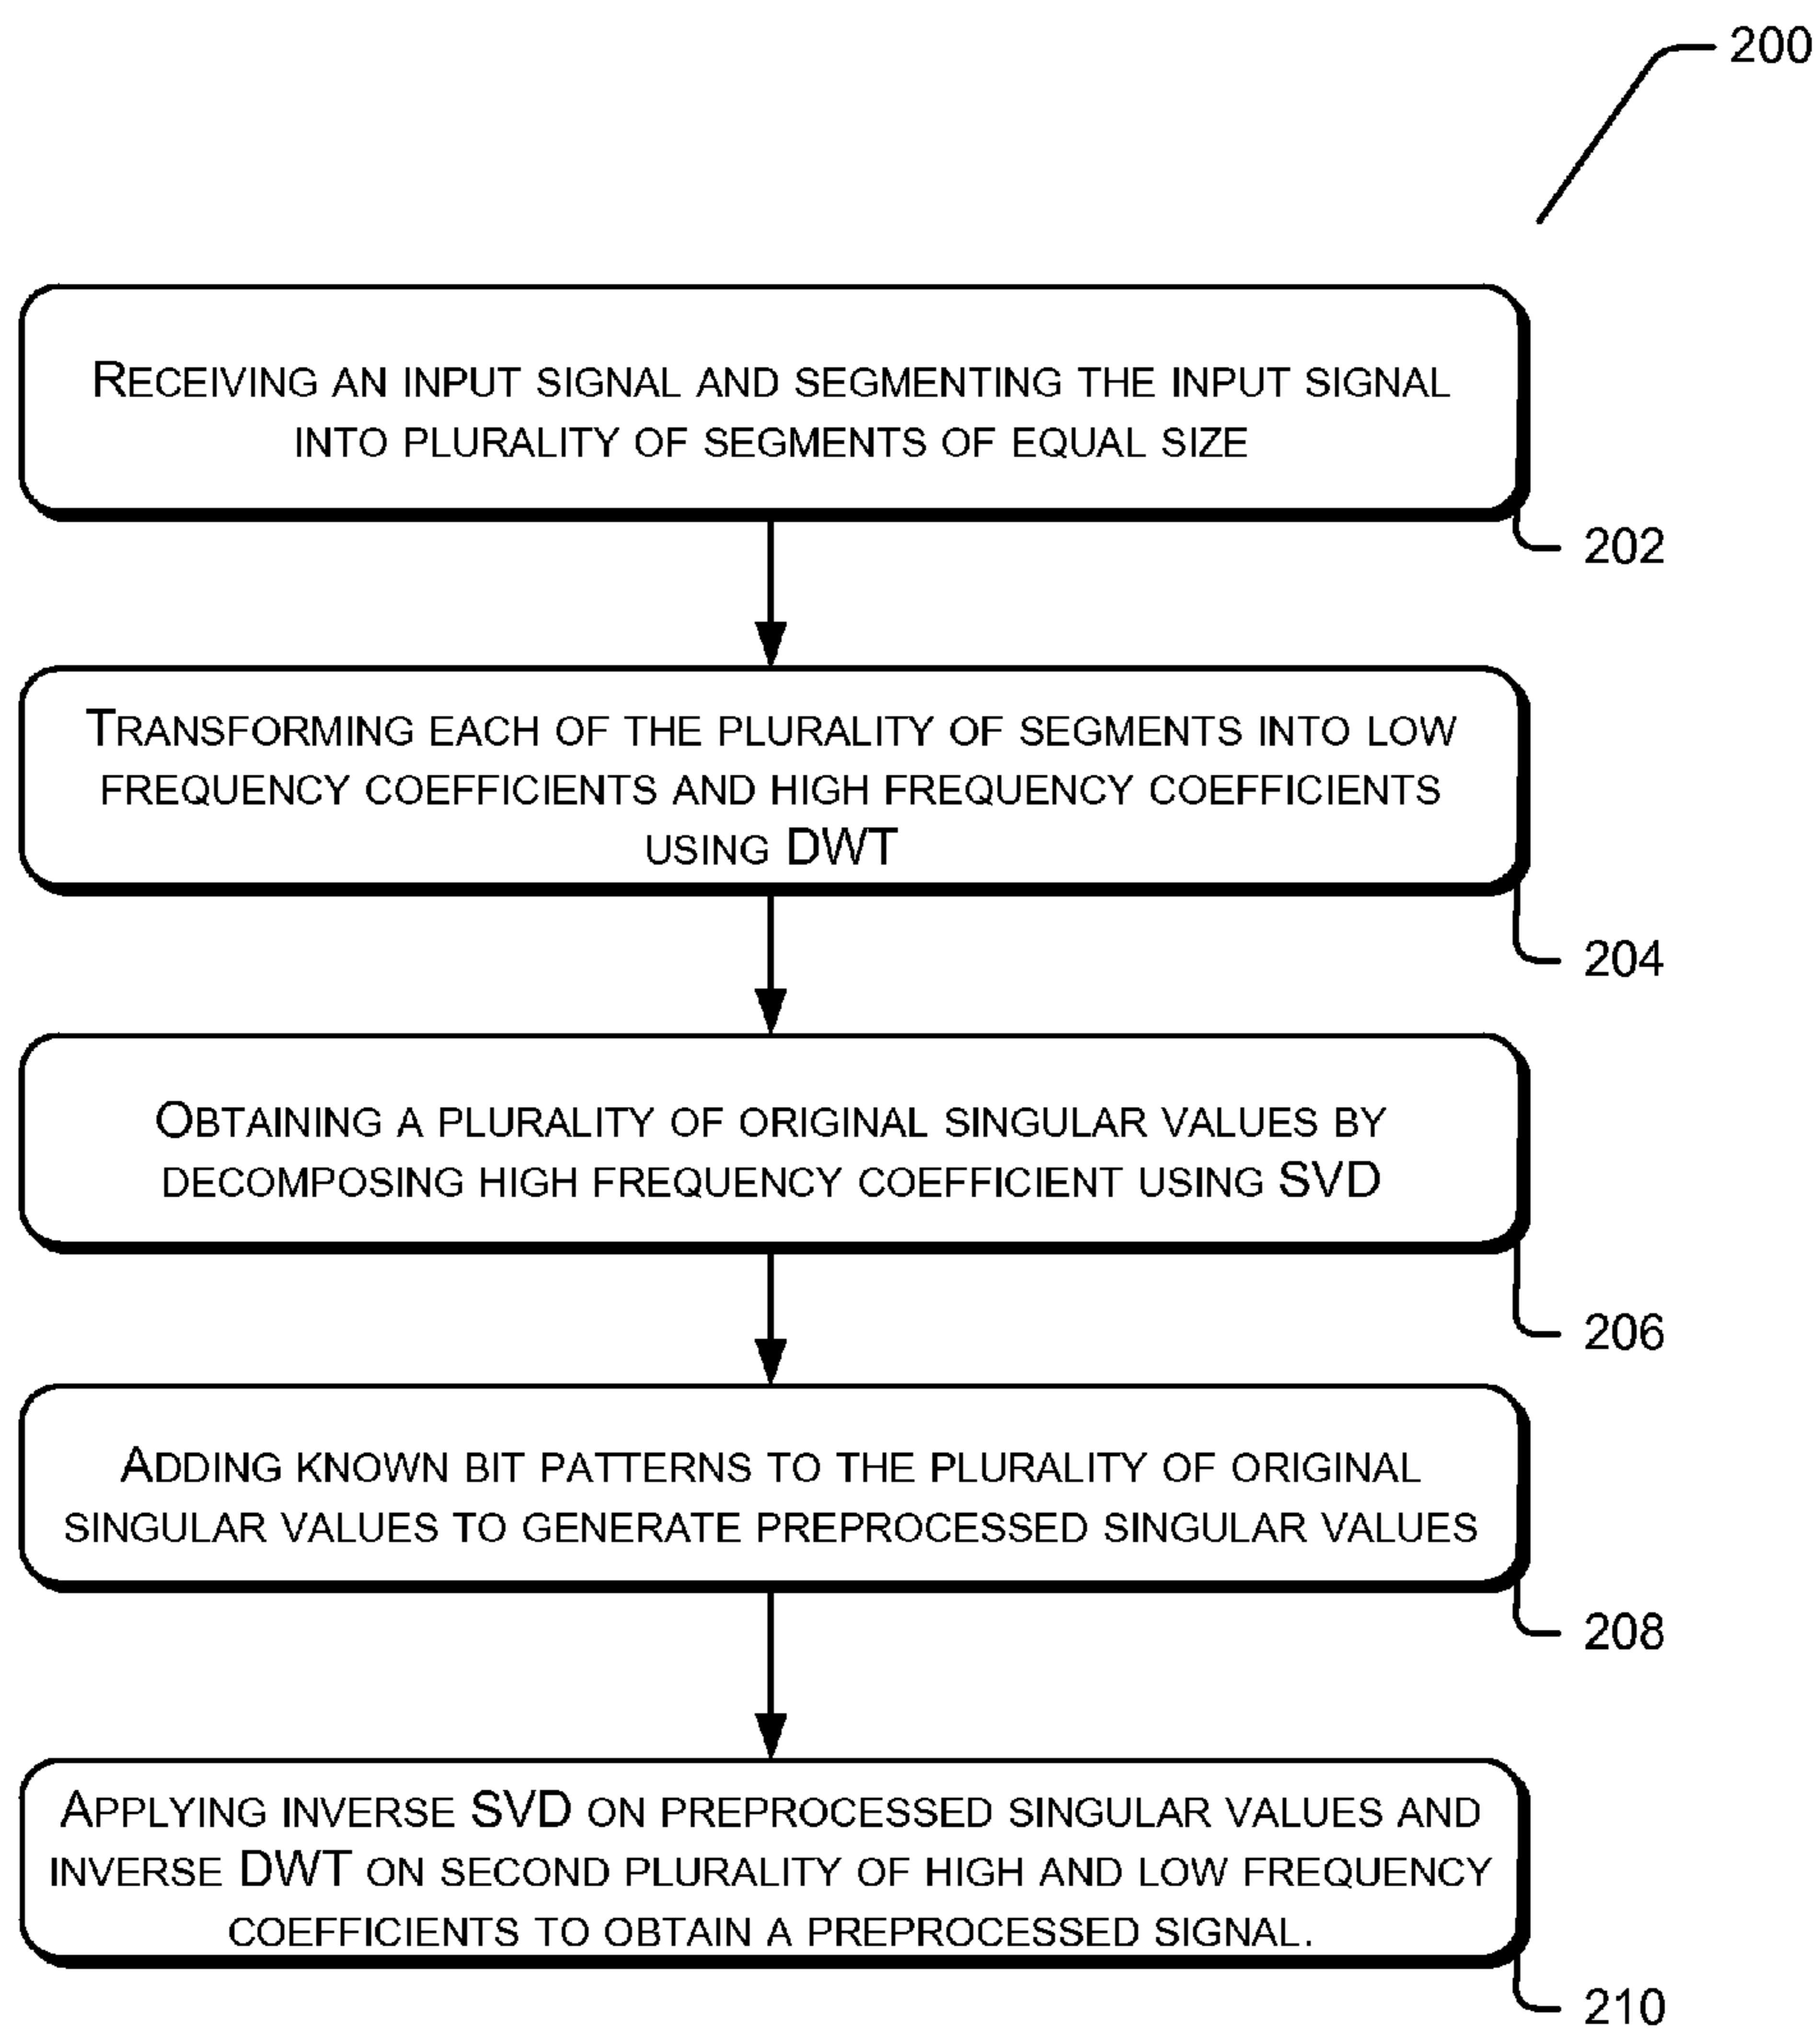 200
RECEIVING AN INPUT SIGNAL AND SEGMENTING THE INPUT SIGNAL
INTO PLURALITY OF SEGMENTS OF EQUAL SIZE
202
TRANSFORMING EACH OF THE PLURALITY OF SEGMENTS INTO LOW
FREQUENCY COEFFICIENTS AND HIGH FREQUENCY COEFFICIENTS
USING DWT
204
OBTAINING A PLURALITY OF ORIGINAL SINGULAR VALUES BY
DECOMPOSING HIGH FREQUENCY COEFFICIENT USING SVD
206
ADDING KNOWN BIT PATTERNS TO THE PLURALITY OF ORIGINAL
SINGULAR VALUES TO GENERATE PREPROCESSED SINGULAR VALUES
208
APPLYING INVERSE SVD ON PREPROCESSED SINGULAR VALUES AND
INVERSE DWT ON SECOND PLURALITY OF HIGH AND LOW FREQUENCY
COEFFICIENTS TO OBTAIN A PREPROCESSED SIGNAL.
210